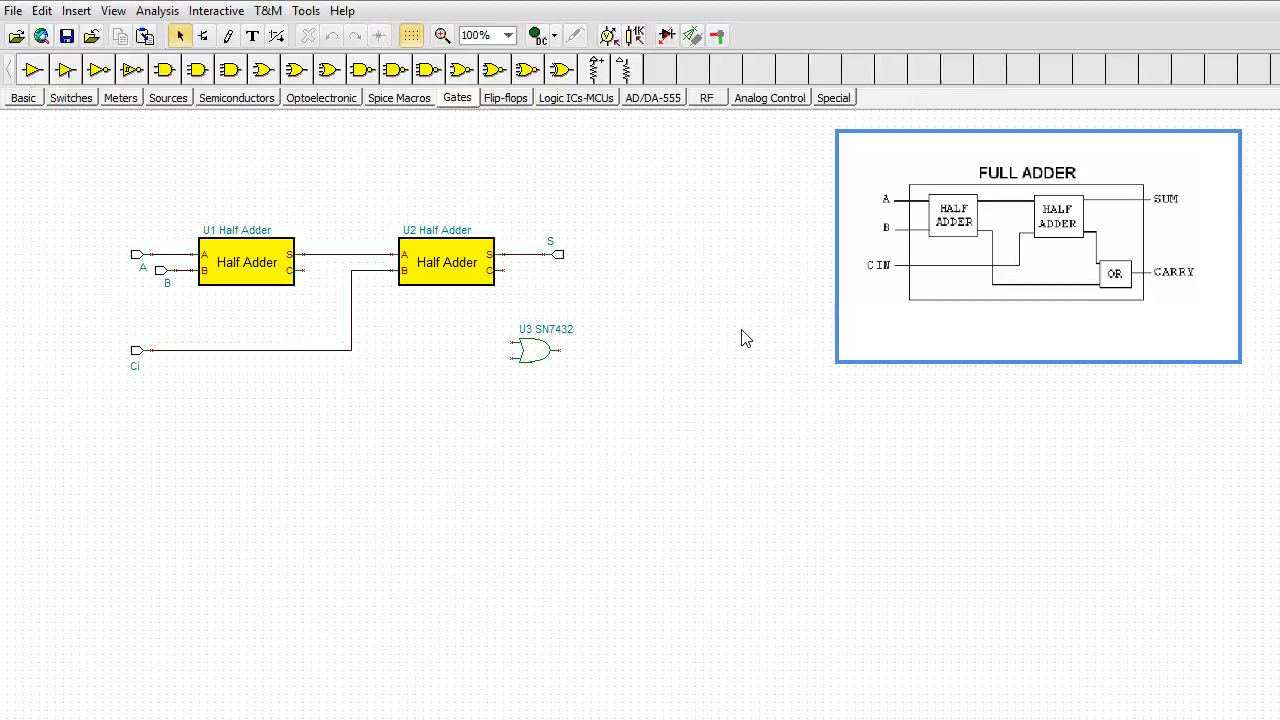 File Edit Insert View Analysis Interactive T&M Tools Help
100% DC
Basic Switches Meters Sources Semiconductors Optoelectronic Spice Macros Gates Flip-flops Logic ICs-MCUs AD/DA-555 RF Analog Control Special
FULL ADDER
A HALF ADDER HALF ADDER SUM
B
C IN OR CARRY
U1 Half Adder U2 Half Adder
A S A S S
Half Adder Half Adder
A B C B C
B
U3 SN7432
Ci